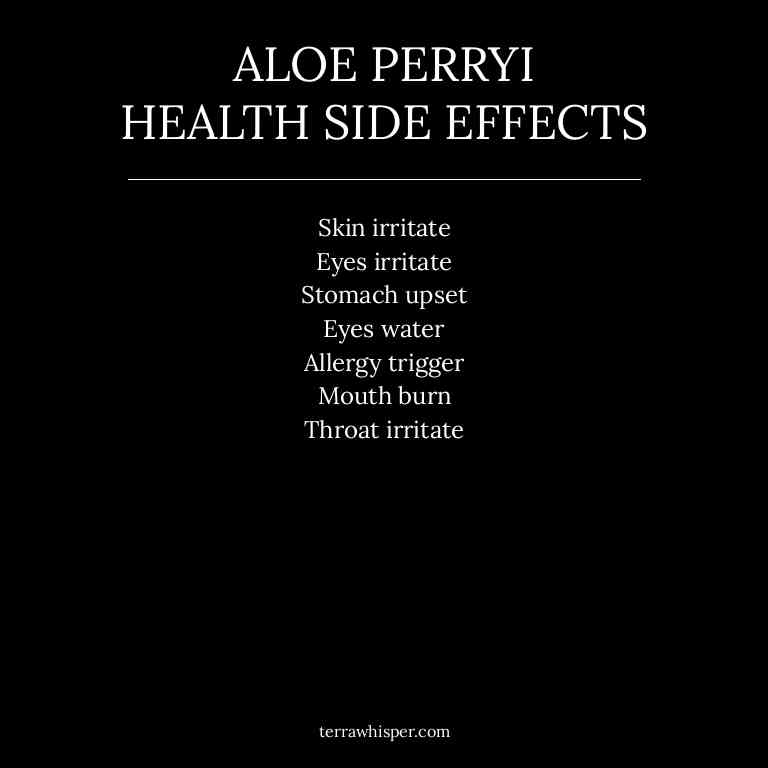 ALOE PERRYI
HEALTH SIDE EFFECTS
Skin irritate
Eyes irritate
Stomach upset
Eyes water
Allergy trigger
Mouth burn
Throat irritate
terrawhisper.com